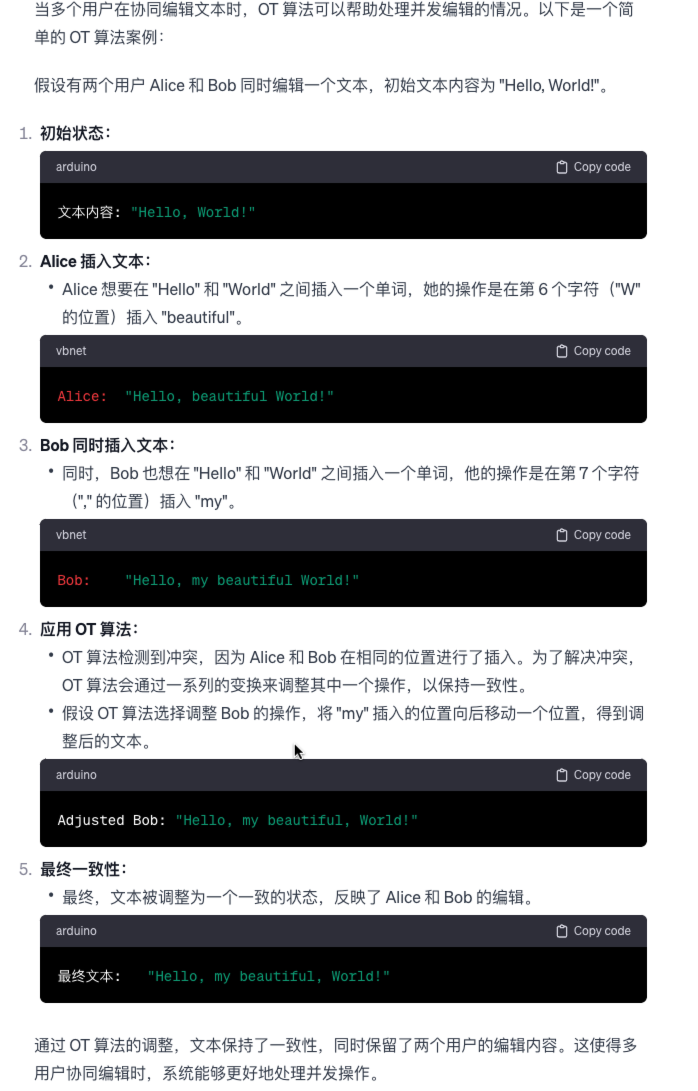 当多个用户在协同编辑文本时，OT 算法可以帮助处理并发编辑的情况。以下是一个简
单的 OT 算法案例：
假设有两个用户 Alice 和 Bob 同时编辑一个文本，初始文本内容为 "Hello, World!"。
1. 初始状态：
arduino Copy code
文本内容: "Hello, World!"
2. Alice 插入文本：
• Alice 想要在 "Hello" 和 "World" 之间插入一个单词，她的操作是在第 6 个字符（"W"
的位置）插入 "beautiful"。
vbnet Copy code
Alice: "Hello, beautiful World!"
3. Bob 同时插入文本：
• 同时，Bob 也想在 "Hello" 和 "World" 之间插入一个单词，他的操作是在第 7 个字符
（"," 的位置）插入 "my"。
vbnet Copy code
Bob: "Hello, my beautiful World!"
4. 应用 OT 算法：
• OT 算法检测到冲突，因为 Alice 和 Bob 在相同的位置进行了插入。为了解决冲突，
OT 算法会通过一系列的变换来调整其中一个操作，以保持一致性。
• 假设 OT 算法选择调整 Bob 的操作，将 "my" 插入的位置向后移动一个位置，得到调
整后的文本。
arduino Copy code
Adjusted Bob: "Hello, my beautiful, World!"
5. 最终一致性：
• 最终，文本被调整为一个一致的状态，反映了 Alice 和 Bob 的编辑。
arduino Copy code
最终文本: "Hello, my beautiful, World!"
通过 OT 算法的调整，文本保持了一致性，同时保留了两个用户的编辑内容。这使得多
用户协同编辑时，系统能够更好地处理并发操作。